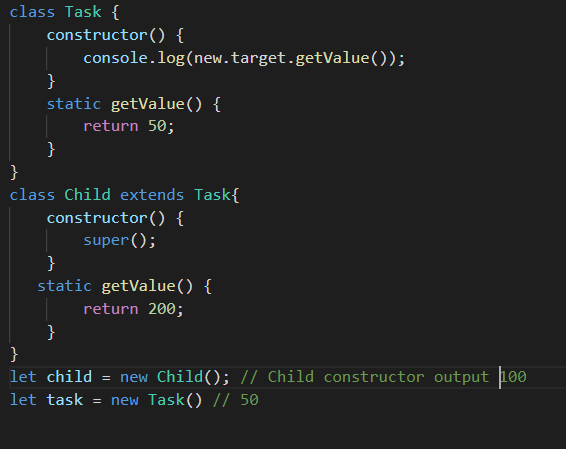 class Task {
    constructor() {
        console.log(new.target.getValue());
    }
    static getValue() {
        return 50;
    }
}
class Child extends Task{
    constructor() {
        super();
    }
   static getValue() {
        return 200;
    }
}
let child = new Child(); // Child constructor output 100
let task = new Task() // 50